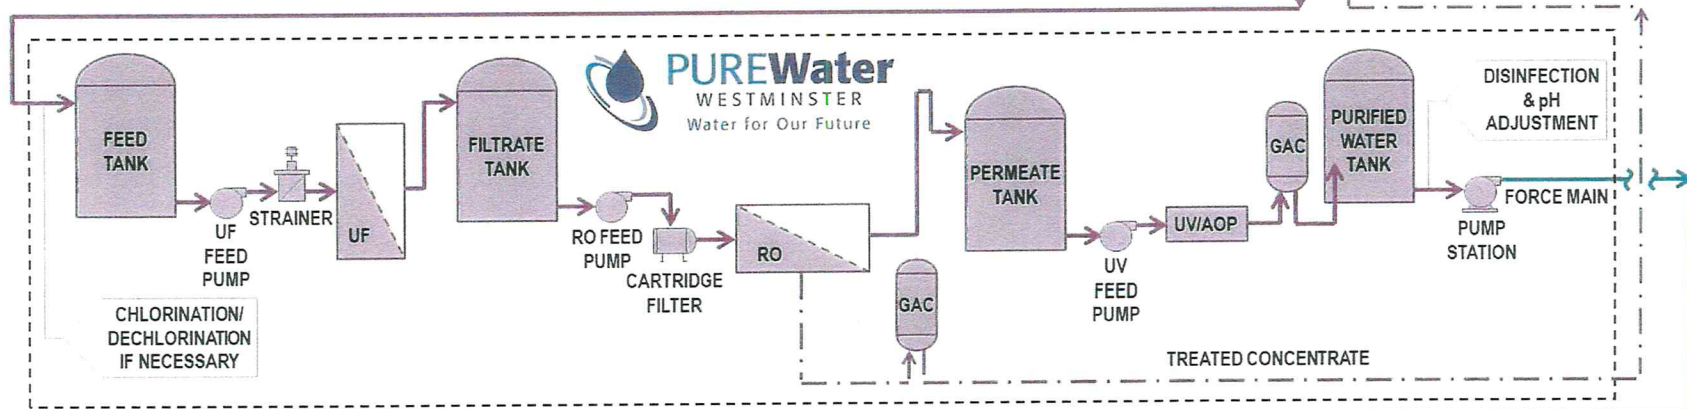 PUREWater
WESTMINSTER
Water for Our Future
FEED
TANK
UF
FEED
PUMP
STRAINER
UF
FILTRATE
TANK
RO FEED
PUMP
CARTRIDGE
FILTER
RO
GAC
PERMEATE
TANK
UV
FEED
PUMP
UV/AOP
GAC
PURIFIED
WATER
TANK
DISINFECTION
& pH
ADJUSTMENT
PUMP
STATION
FORCE MAIN
CHLORINATION/
DECHLORINATION
IF NECESSARY
TREATED CONCENTRATE